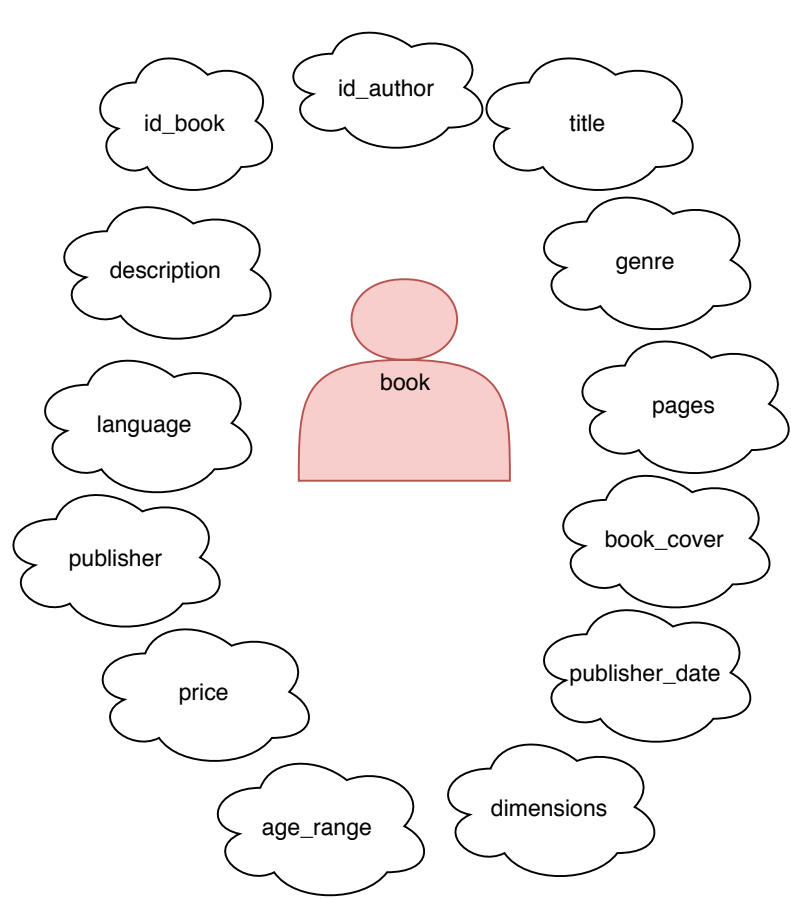 id_author
id_book
title
genre
description
book
pages
language
book_cover
publisher
publisher_date
price
dimensions
age_range